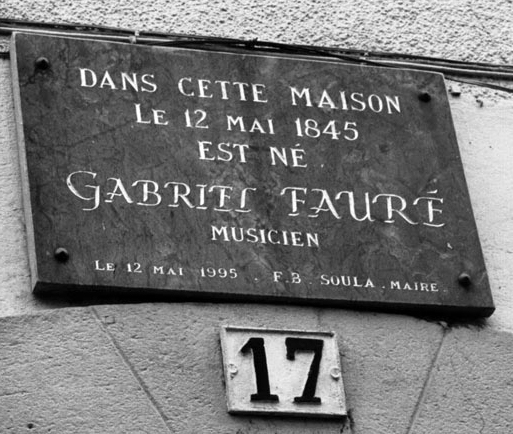 DANS CETTE MAISON
LE 12 MAI 1845
EST NÉ
GABRIEL FAURÉ
MUSICIEN
LE 12 MAI 1995 . F.B. SOULA . MAIRE.
17